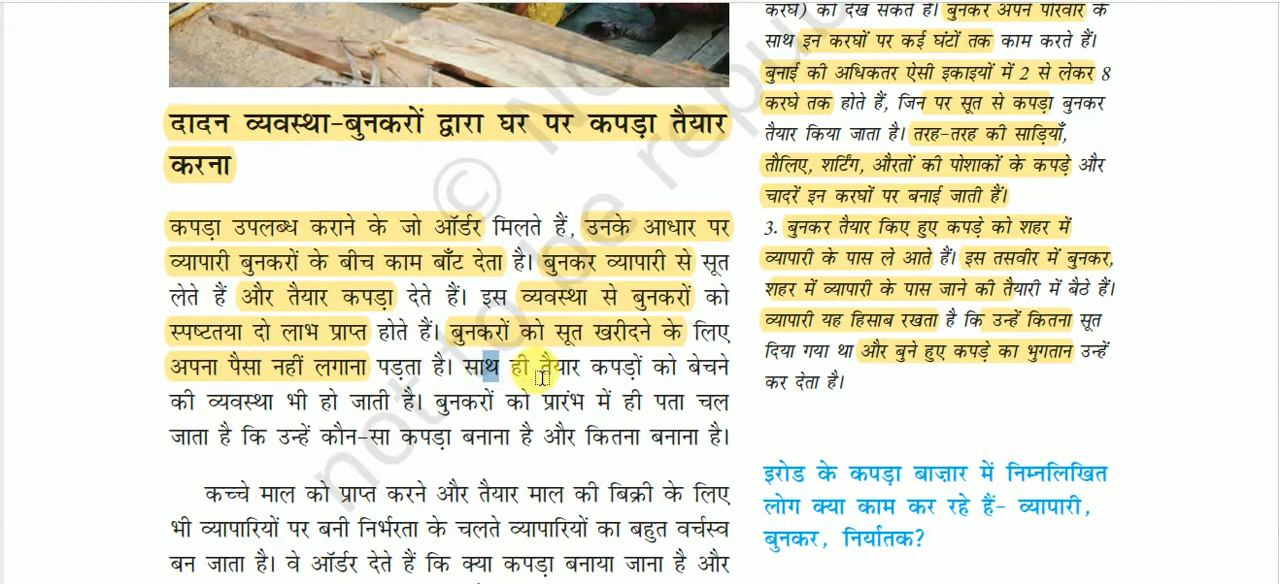 दादन व्यवस्था-बुनकरों द्वारा घर पर कपड़ा तैयार
करना
कपड़ा उपलब्ध कराने के जो ऑर्डर मिलते हैं, उनके आधार पर
व्यापारी बुनकरों के बीच काम बाँट देता है। बुनकर व्यापारी से सूत
लेते हैं और तैयार कपड़ा देते हैं। इस व्यवस्था से बुनकरों को
स्पष्टतया दो लाभ प्राप्त होते हैं। बुनकरों को सूत खरीदने के लिए
अपना पैसा नहीं लगाना पड़ता है। साथ ही तैयार कपड़ों को बेचने
की व्यवस्था भी हो जाती है। बुनकरों को प्रारंभ में ही पता चल
जाता है कि उन्हें कौन-सा कपड़ा बनाना है और कितना बनाना है।
कच्चे माल को प्राप्त करने और तैयार माल की बिक्री के लिए
भी व्यापारियों पर बनी निर्भरता के चलते व्यापारियों का बहुत वर्चस्व
बन जाता है। वे ऑर्डर देते हैं कि क्या कपड़ा बनाया जाना है और
करघे) को देख सकते हैं। बुनकर अपने परिवार के
साथ इन करघों पर कई घंटों तक काम करते हैं।
बुनाई की अधिकतर ऐसी इकाइयों में 2 से लेकर 8
करघे तक होते हैं, जिन पर सूत से कपड़ा बुनकर
तैयार किया जाता है। तरह-तरह की साड़ियाँ,
तौलिए, शर्टिंग, औरतों की पोशाकों के कपड़े और
चादरें इन करघों पर बनाई जाती हैं।
3. बुनकर तैयार किए हुए कपड़े को शहर में
व्यापारी के पास ले आते हैं। इस तसवीर में बुनकर,
शहर में व्यापारी के पास जाने की तैयारी में बैठे हैं।
व्यापारी यह हिसाब रखता है कि उन्हें कितना सूत
दिया गया था और बुने हुए कपड़े का भुगतान उन्हें
कर देता है।
इरोड के कपड़ा बाज़ार में निम्नलिखित
लोग क्या काम कर रहे हैं- व्यापारी,
बुनकर, निर्यातक?
© N
not to be repu